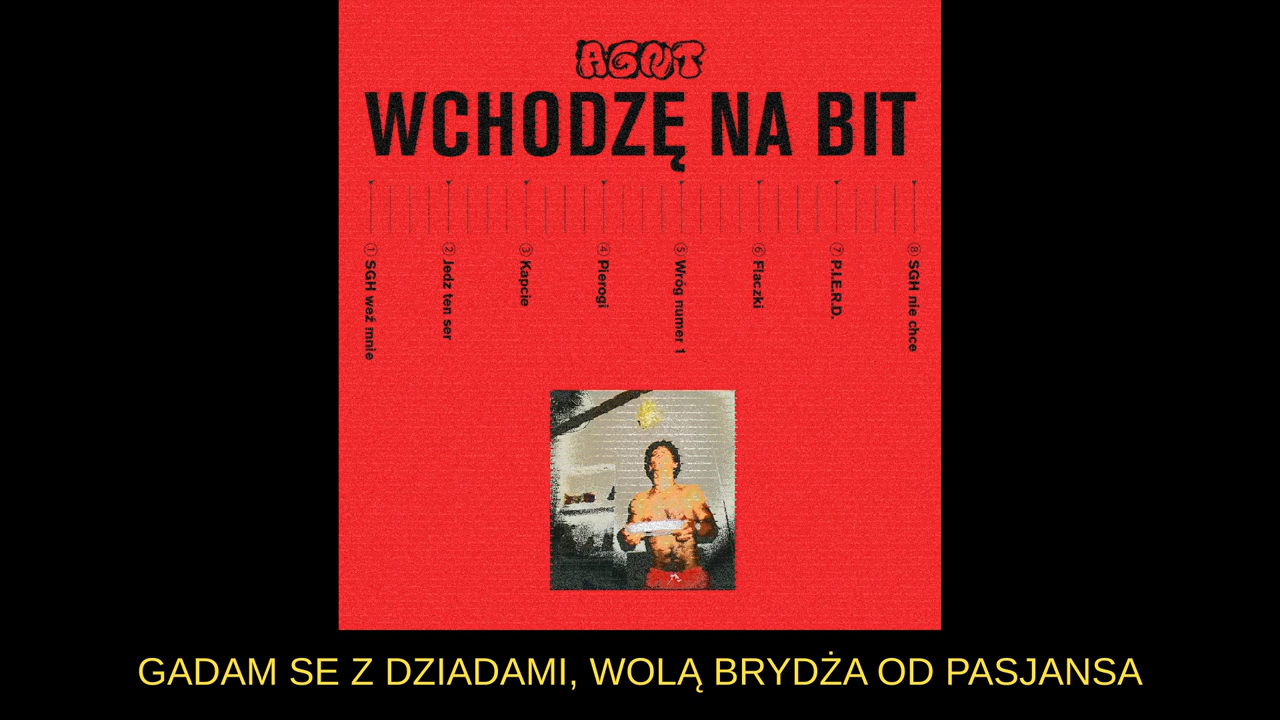 AGNT
WCHODZĘ NA BIT
① SGH weź mnie
② Jedz ten ser
③ Kapcie
④ Pierogi
⑤ Wróg numer 1
⑥ Flaczki
⑦ P.I.E.R.D.
⑧ SGH nie chce
GADAM SE Z DZIADAMI, WOLĄ BRYDŻA OD PASJANSA